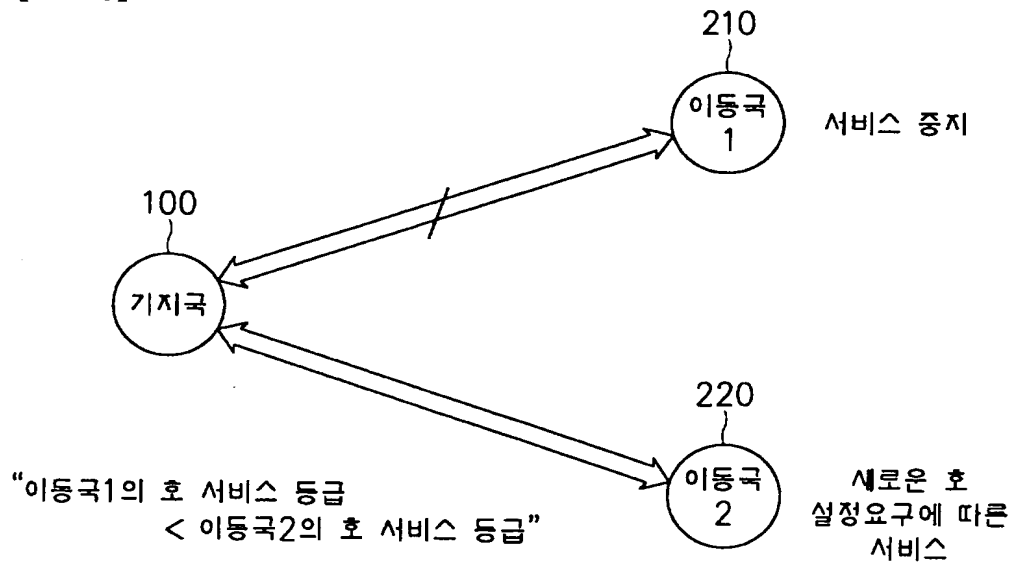 210
이동국
1
서비스 중지
100
기지국
220
이동국
2
새로운 호
설정요구에 따른
서비스
“이동국1의 호 서비스 등급
< 이동국2의 호 서비스 등급”